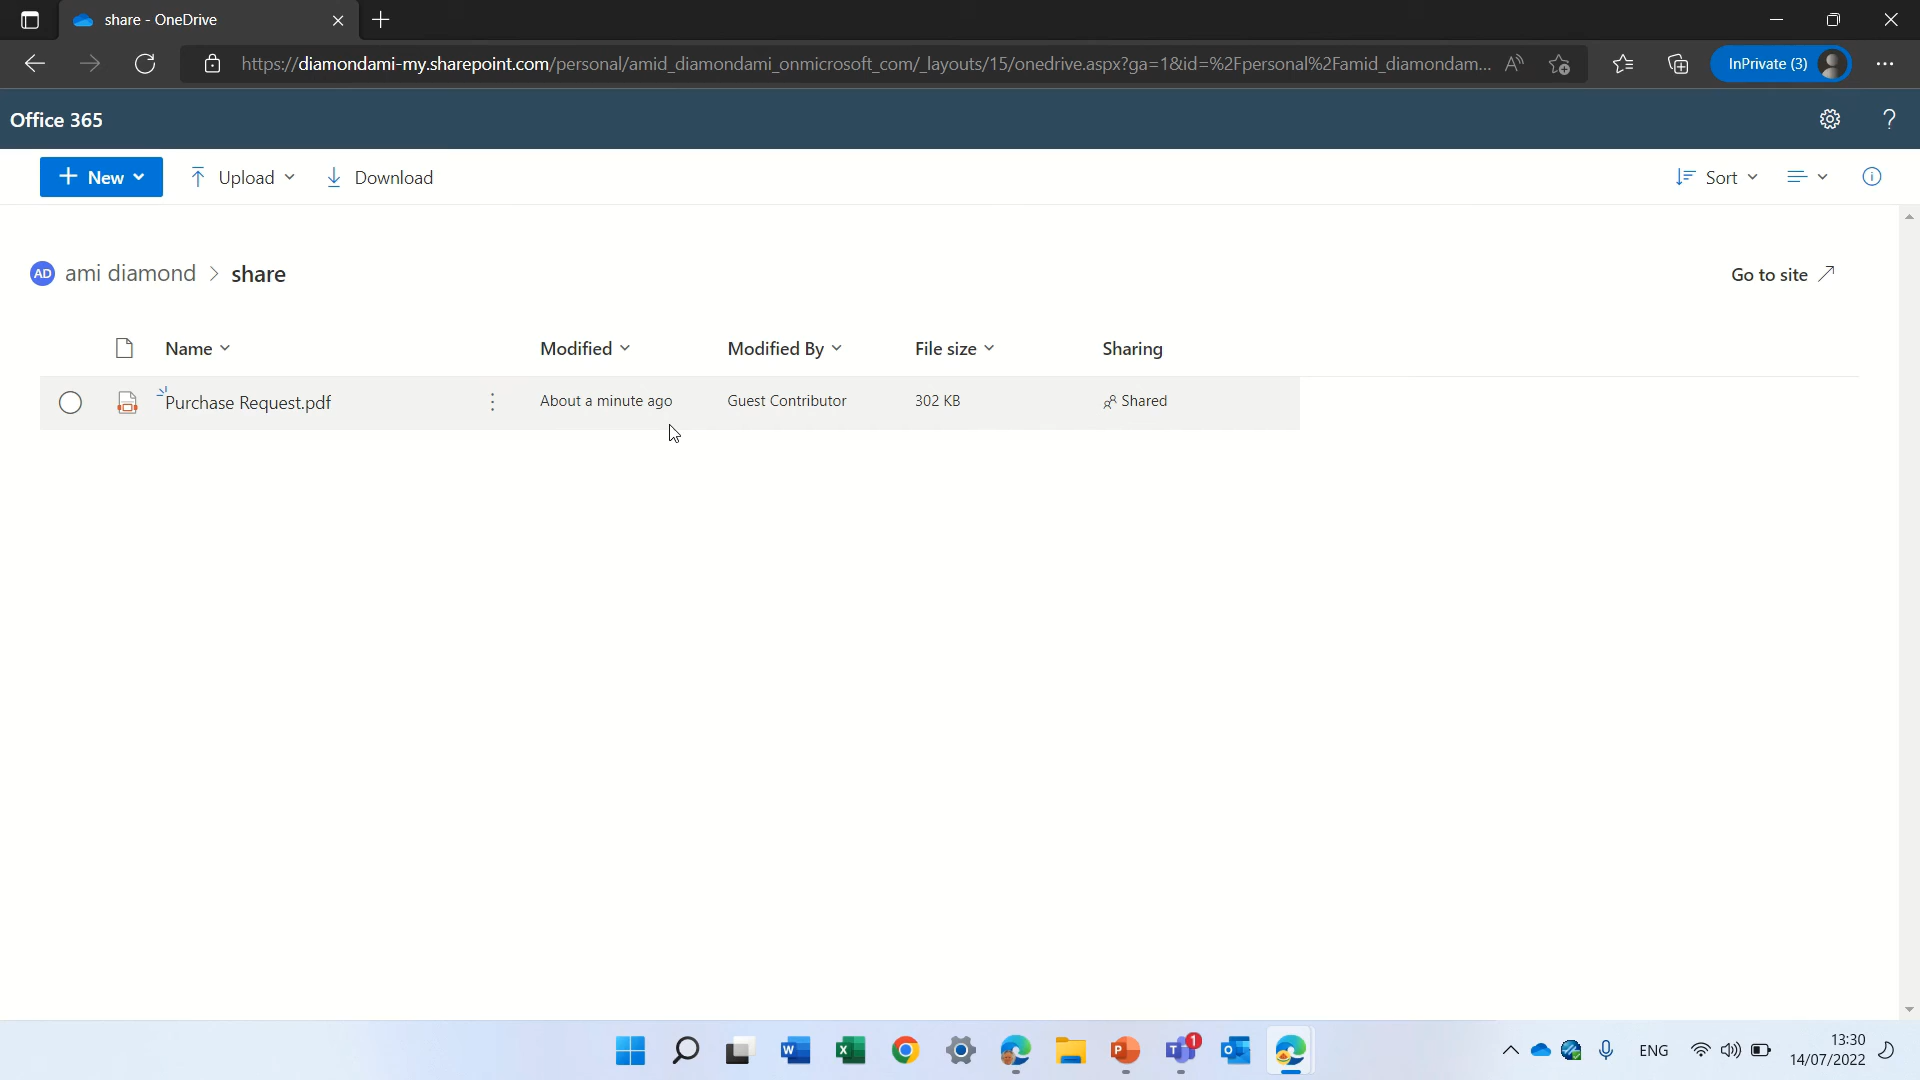 share - OneDrive
https://diamondami-my.sharepoint.com/personal/amid_diamondami_onmicrosoft_com/_layouts/15/onedrive.aspx?ga=1&id=%2Fpersonal%2Famid_diamondam... A InPrivate (3)
Office 365 ?
+ New Upload Download Sort
AD ami diamond > share Go to site
Name Modified Modified By File size Sharing
Purchase Request.pdf About a minute ago Guest Contributor 302 KB Shared
W X P T 1 O ENG 13:30
14/07/2022